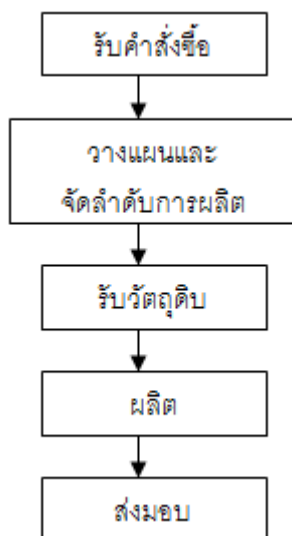 รับคำสั่งซื้อ
วางแผนและ
จัดลำดับการผลิต
รับวัตถุดิบ
ผลิต
ส่งมอบ